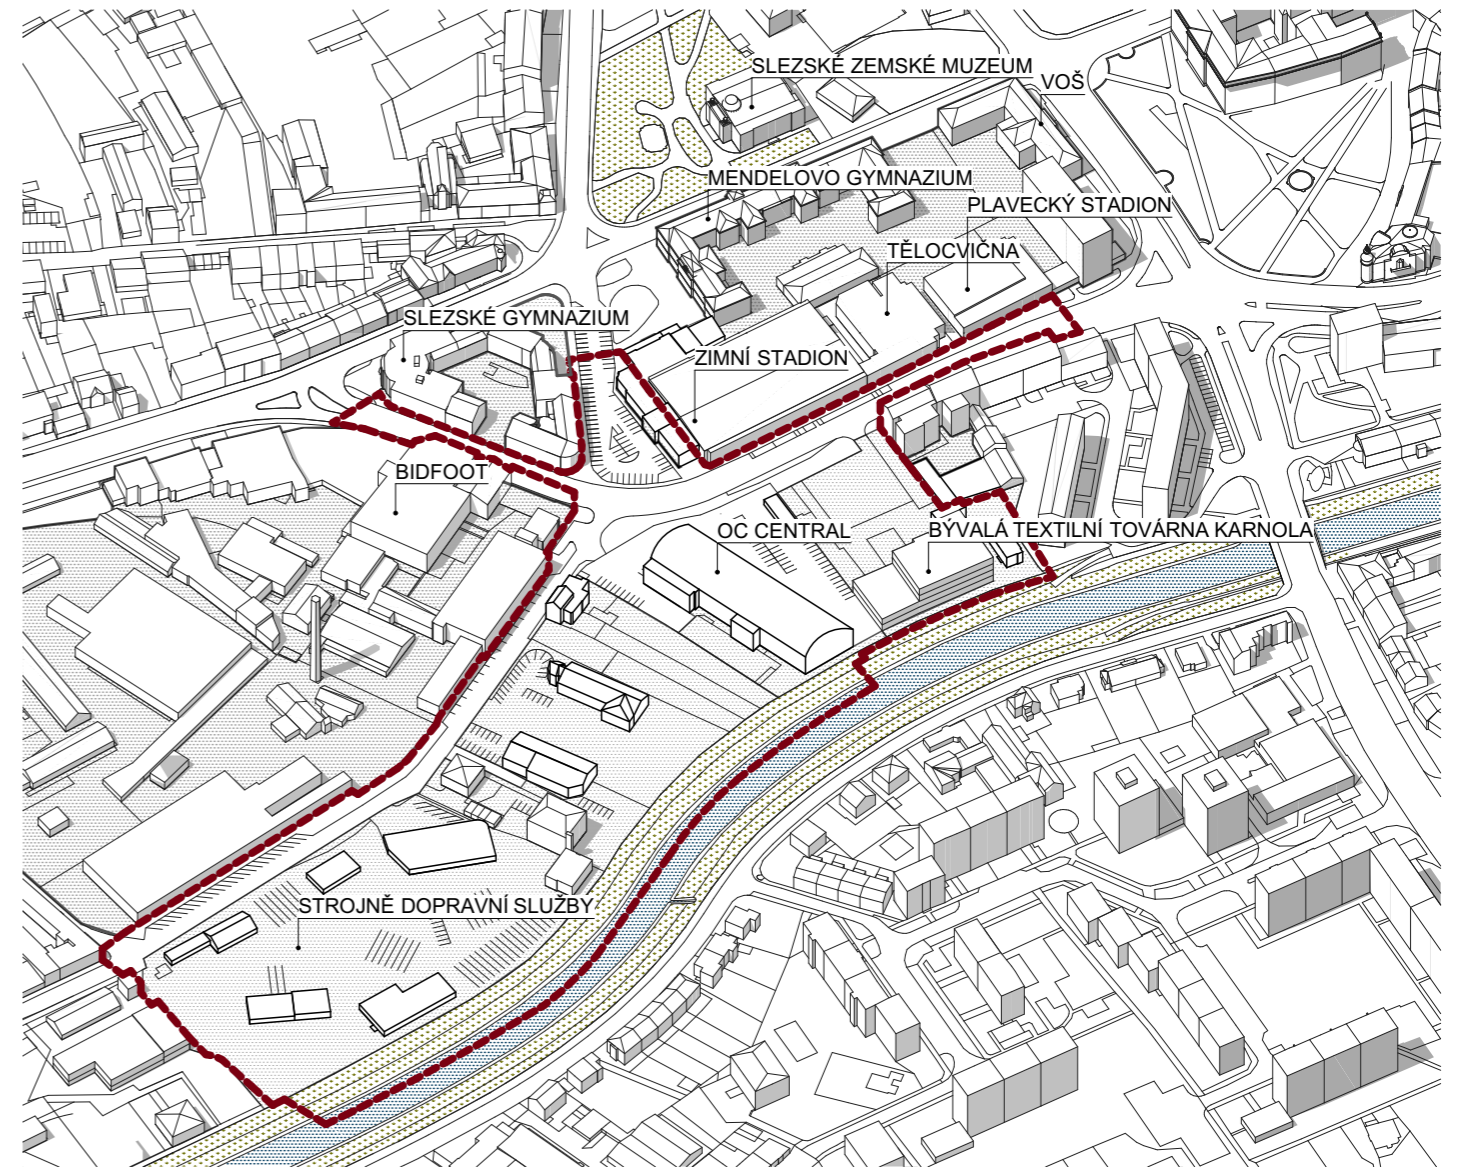 SLEZSKÉ ZEMSKÉ MUZEUM
VOŠ
MENDELOVO GYMNAZIUM
PLAVECKÝ STADION
TĚLOCVIČNA
SLEZSKÉ GYMNAZIUM
ZIMNÍ STADION
BIDFOOT
OC CENTRAL
BÝVALÁ TEXTILNÍ TOVÁRNA KARNOLA
STROJNĚ DOPRAVNÍ SLUŽBY